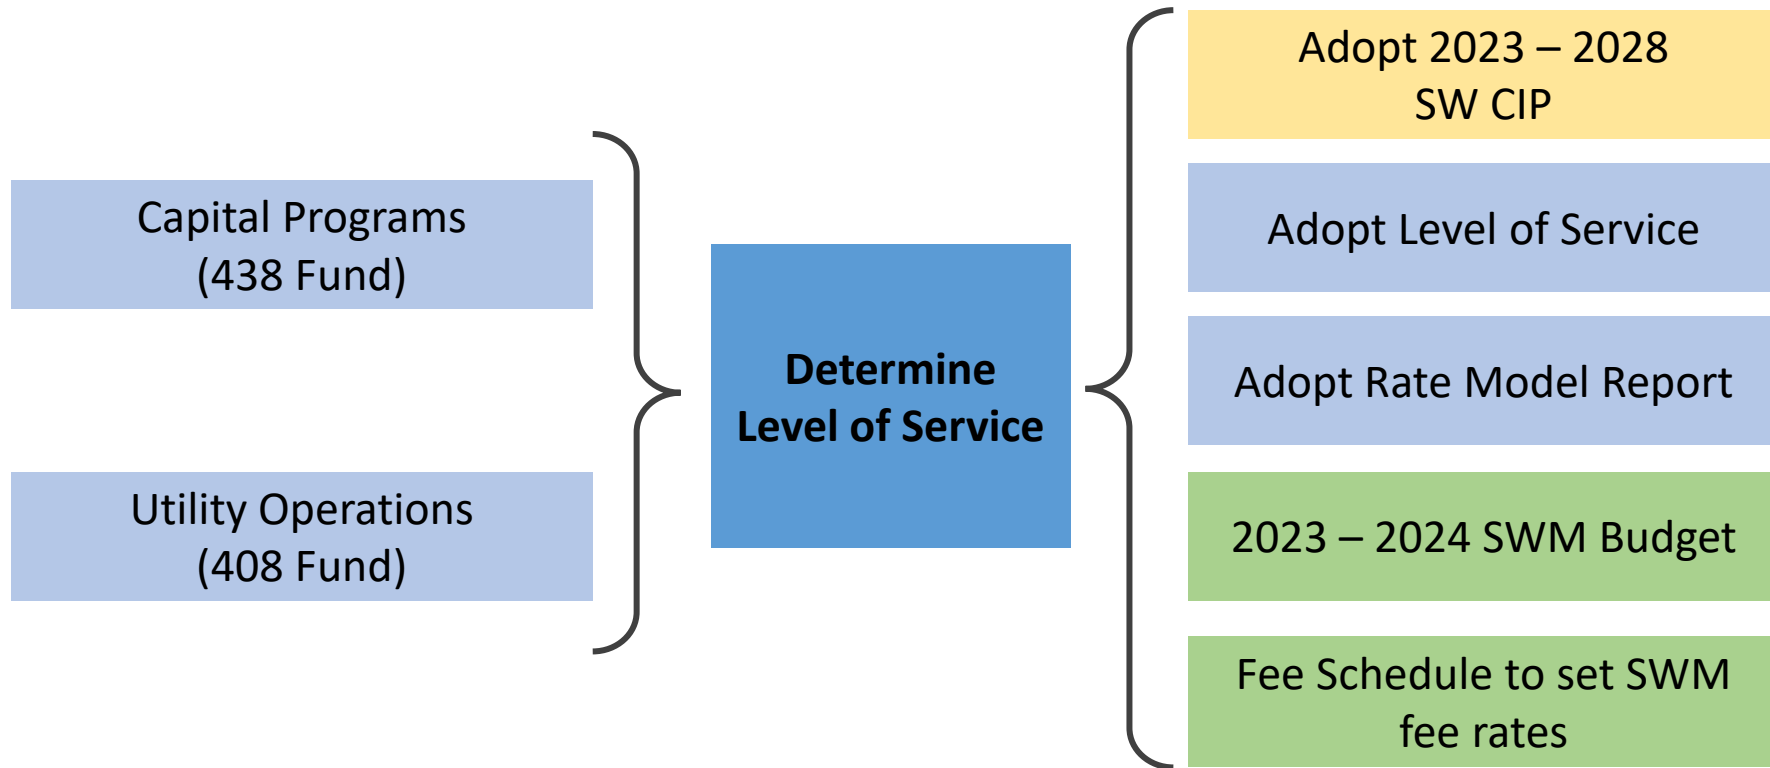 Capital Programs
(438 Fund)
Utility Operations
(408 Fund)
Determine
Level of Service
Adopt 2023 – 2028
SW CIP
Adopt Level of Service
Adopt Rate Model Report
2023 – 2024 SWM Budget
Fee Schedule to set SWM
fee rates